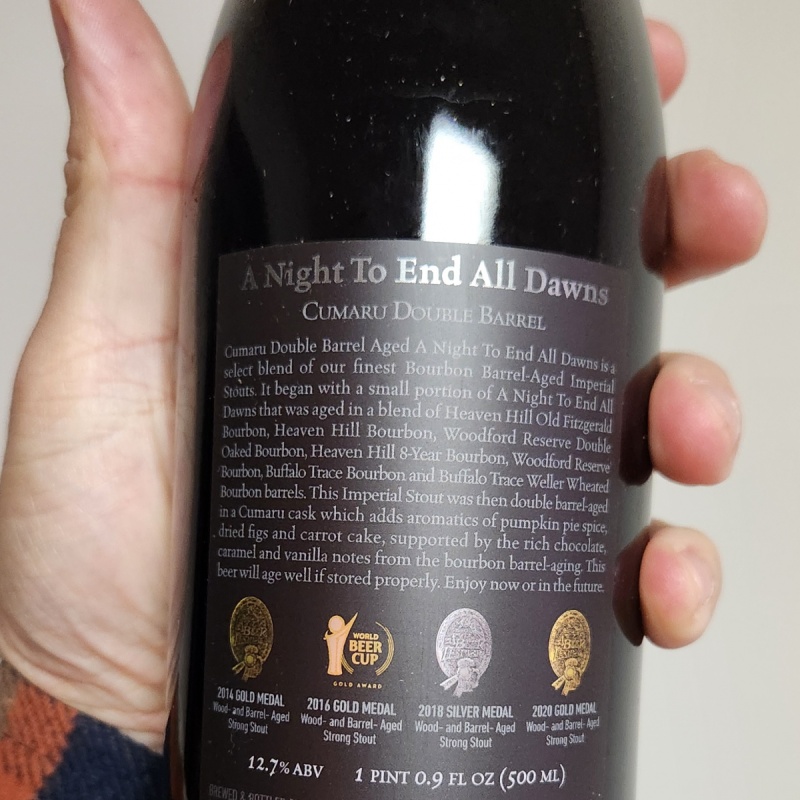 A Night To End All Dawns
Cumaru Double Barrel
Cumaru Double Barrel Aged A Night To End All Dawns is a
select blend of our finest Bourbon Barrel-Aged Imperial
Stouts. It began with a small portion of A Night To End All
Dawns that was aged in a blend of Heaven Hill Old Fitzgerald
Bourbon, Heaven Hill Bourbon, Woodford Reserve Double
Oaked Bourbon, Heaven Hill 8-Year Bourbon, Woodford Reserve
Bourbon, Buffalo Trace Bourbon and Buffalo Trace Weller Wheated
Bourbon barrels. This Imperial Stout was then double barrel-aged
in a Cumaru cask which adds aromatics of pumpkin pie spice,
dried figs and carrot cake, supported by the rich chocolate,
caramel and vanilla notes from the bourbon barrel-aging. This
beer will age well if stored properly. Enjoy now or in the future.
WORLD
BEER
CUP
GOLD AWARD
2014 GOLD MEDAL
Wood- and Barrel- Aged
Strong Stout
2016 GOLD MEDAL
Wood- and Barrel- Aged
Strong Stout
2018 SILVER MEDAL
Wood- and Barrel- Aged
Strong Stout
2020 GOLD MEDAL
Wood- and Barrel- Aged
Strong Stout
12.7% ABV
1 PINT 0.9 FL OZ (500 ML)
BREWED & BOTTLED